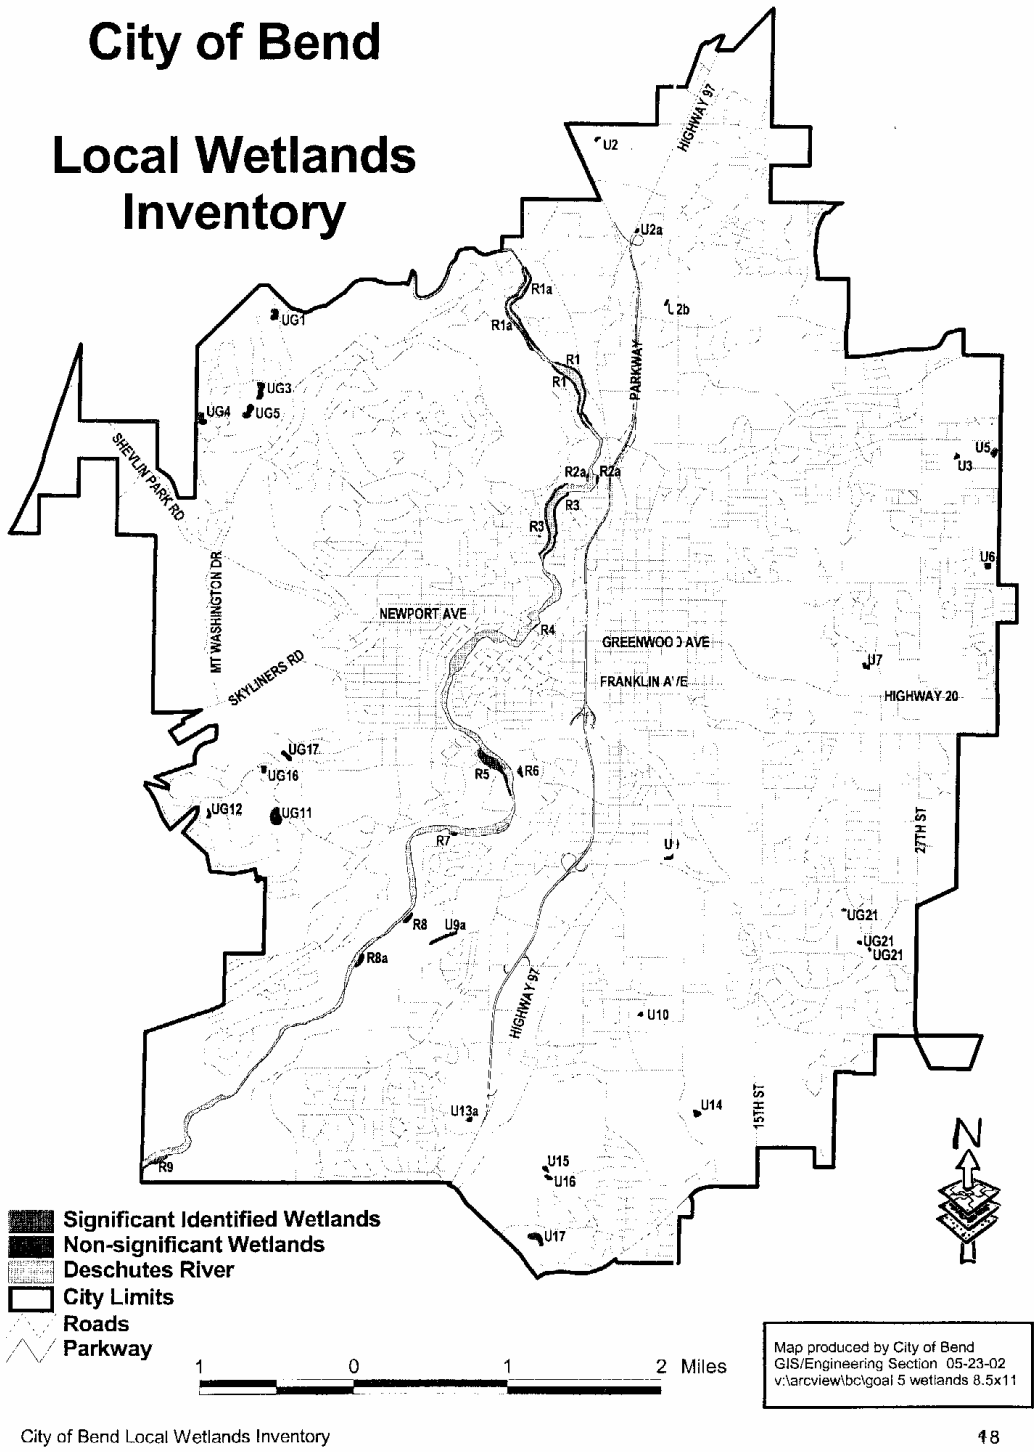 City of Bend
Local Wetlands
Inventory
HIGHWAY 97
U2
U2a
R1a
2b
UG1
R1a
R1
R1
PARKWAY
UG3
UG4
UG5
SHEVLIN PARK RD
U5
U3
R2a
R2a
R3
R3
U6
MT WASHINGTON DR
NEWPORT AVE
R4
GREENWOOD AVE
U7
SKYLINERS RD
FRANKLIN AVE
HIGHWAY 20
UG17
UG16
R5
R6
UG12
UG11
27TH ST
R7
R8
U9a
UG21
UG21
UG21
R8a
HIGHWAY 97
U10
U13a
U14
15TH ST
N
R9
U15
U16
U17
Significant Identified Wetlands
Non-significant Wetlands
Deschutes River
City Limits
Roads
Parkway
1 0 1 2 Miles
Map produced by City of Bend
GIS/Engineering Section 05-23-02
v:\arcview\bc\goal 5 wetlands 8.5x11
City of Bend Local Wetlands Inventory